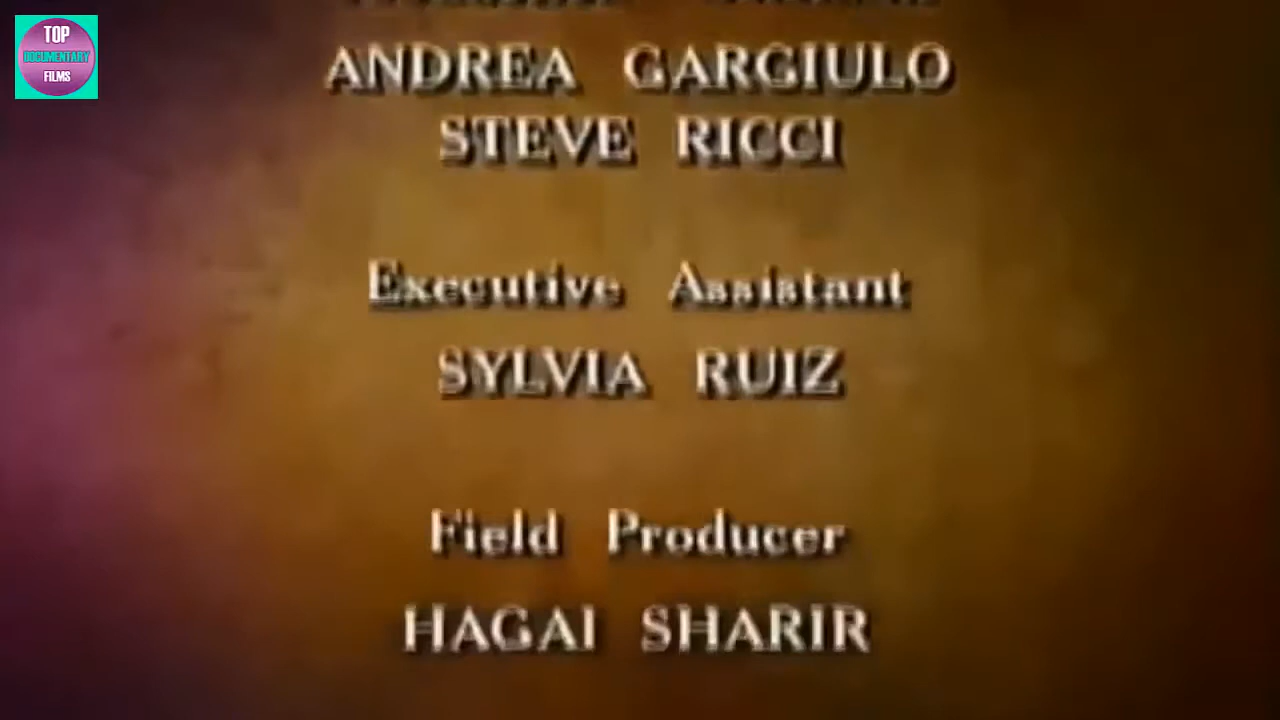 TOP
DOCUMENTARY
FILMS
ANDREA GARGIULO
STEVE RICCI
Executive Assistant
SYLVIA RUIZ
Field Producer
HAGAI SHARIR